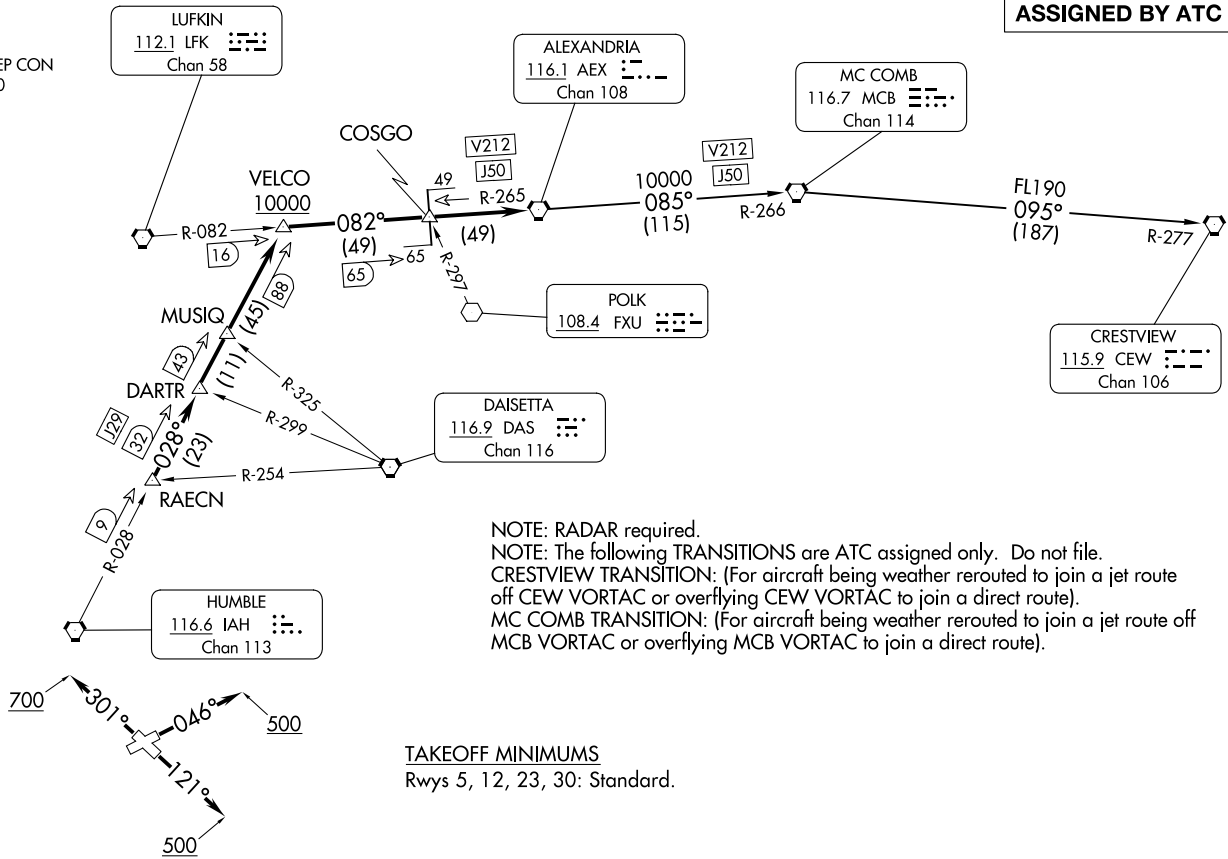 ASSIGNED BY ATC
EP CON
LUFKIN
112.1 LFK
Chan 58
ALEXANDRIA
116.1 AEX
Chan 108
MC COMB
116.7 MCB
Chan 114
COSGO
V212
J50
V212
J50
VELCO
10000
49
R-265
10000
085°
(115)
R-266
FL190
095°
(187)
R-277
R-082
16
082°
(49)
(49)
65
65
R-297
88
POLK
108.4 FXU
MUSIQ
(45)
CRESTVIEW
115.9 CEW
Chan 106
43
(11)
DARTR
R-325
R-299
DAISETTA
116.9 DAS
Chan 116
J29
32
028°
(23)
R-254
RAECN
9
R-028
NOTE: RADAR required.
NOTE: The following TRANSITIONS are ATC assigned only. Do not file.
CRESTVIEW TRANSITION: (For aircraft being weather rerouted to join a jet route
off CEW VORTAC or overflying CEW VORTAC to join a direct route).
MC COMB TRANSITION: (For aircraft being weather rerouted to join a jet route off
MCB VORTAC or overflying MCB VORTAC to join a direct route).
HUMBLE
116.6 IAH
Chan 113
700
301°
046°
500
121°
500
TAKEOFF MINIMUMS
Rwys 5, 12, 23, 30: Standard.